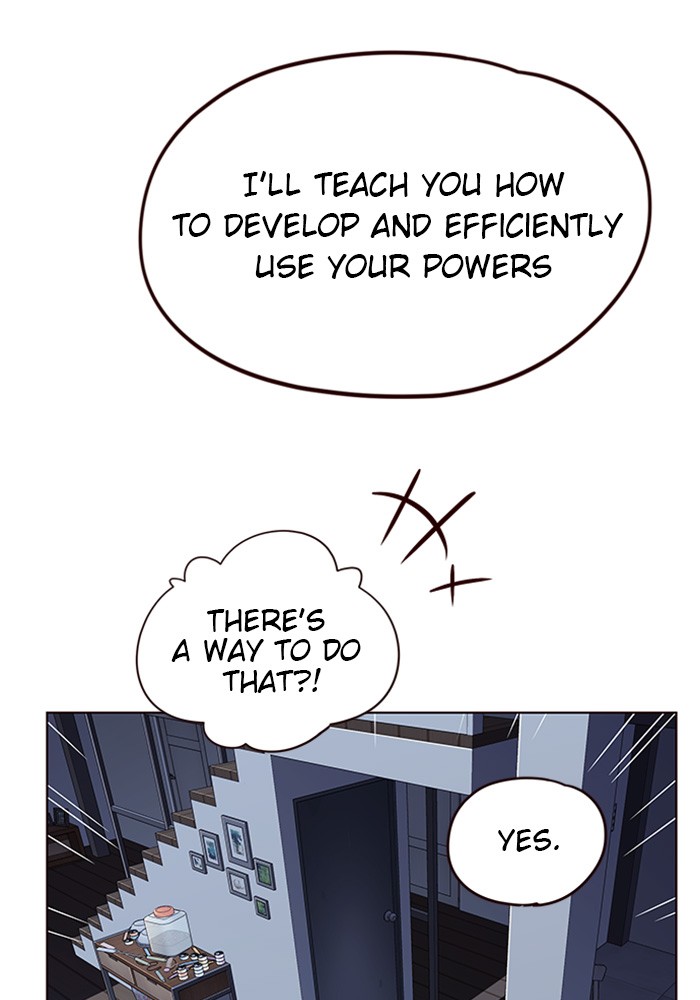 I'LL TEACH YOU HOW
TO DEVELOP AND EFFICIENTLY
USE YOUR POWERS
THERE'S
A WAY TO DO
THAT?!
YES.